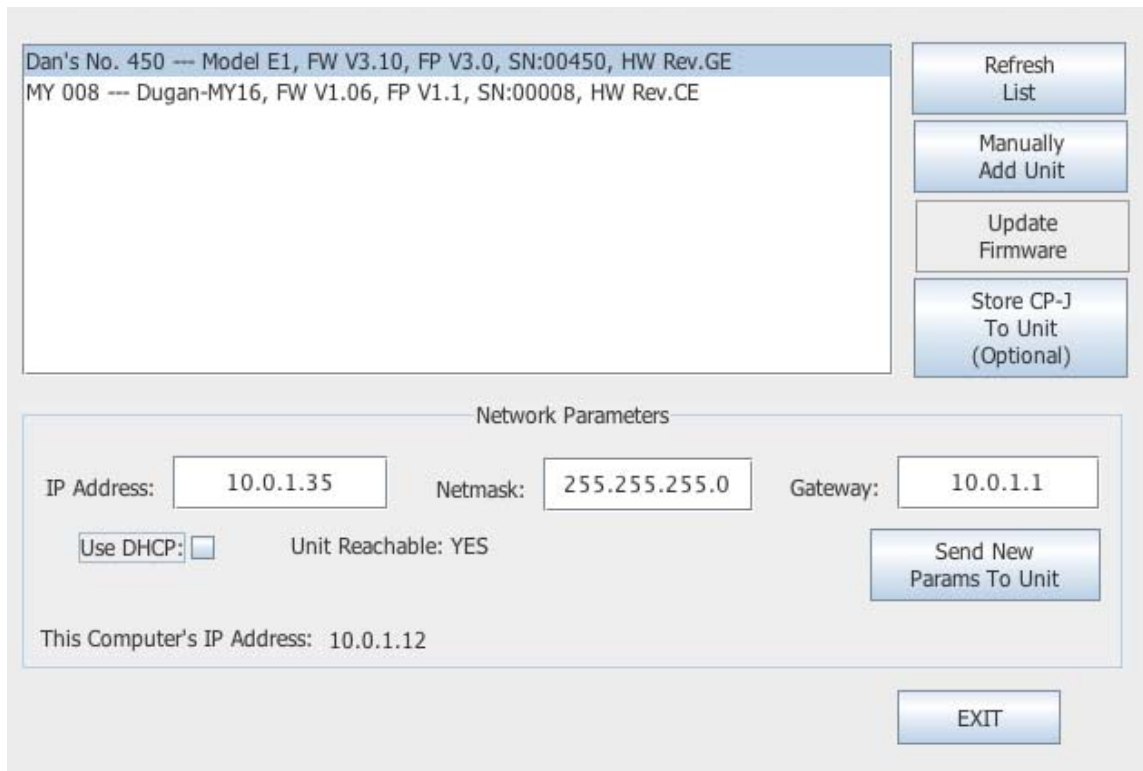 Dan's No. 450 --- Model E1, FW V3.10, FP V3.0, SN:00450, HW Rev.GE
MY 008 --- Dugan-MY16, FW V1.06, FP V1.1, SN:00008, HW Rev.CE
Refresh
List
Manually
Add Unit
Update
Firmware
Store CP-J
To Unit
(Optional)
Network Parameters
IP Address: 10.0.1.35 Netmask: 255.255.255.0 Gateway: 10.0.1.1
Use DHCP: Unit Reachable: YES
Send New
Params To Unit
This Computer's IP Address: 10.0.1.12
EXIT